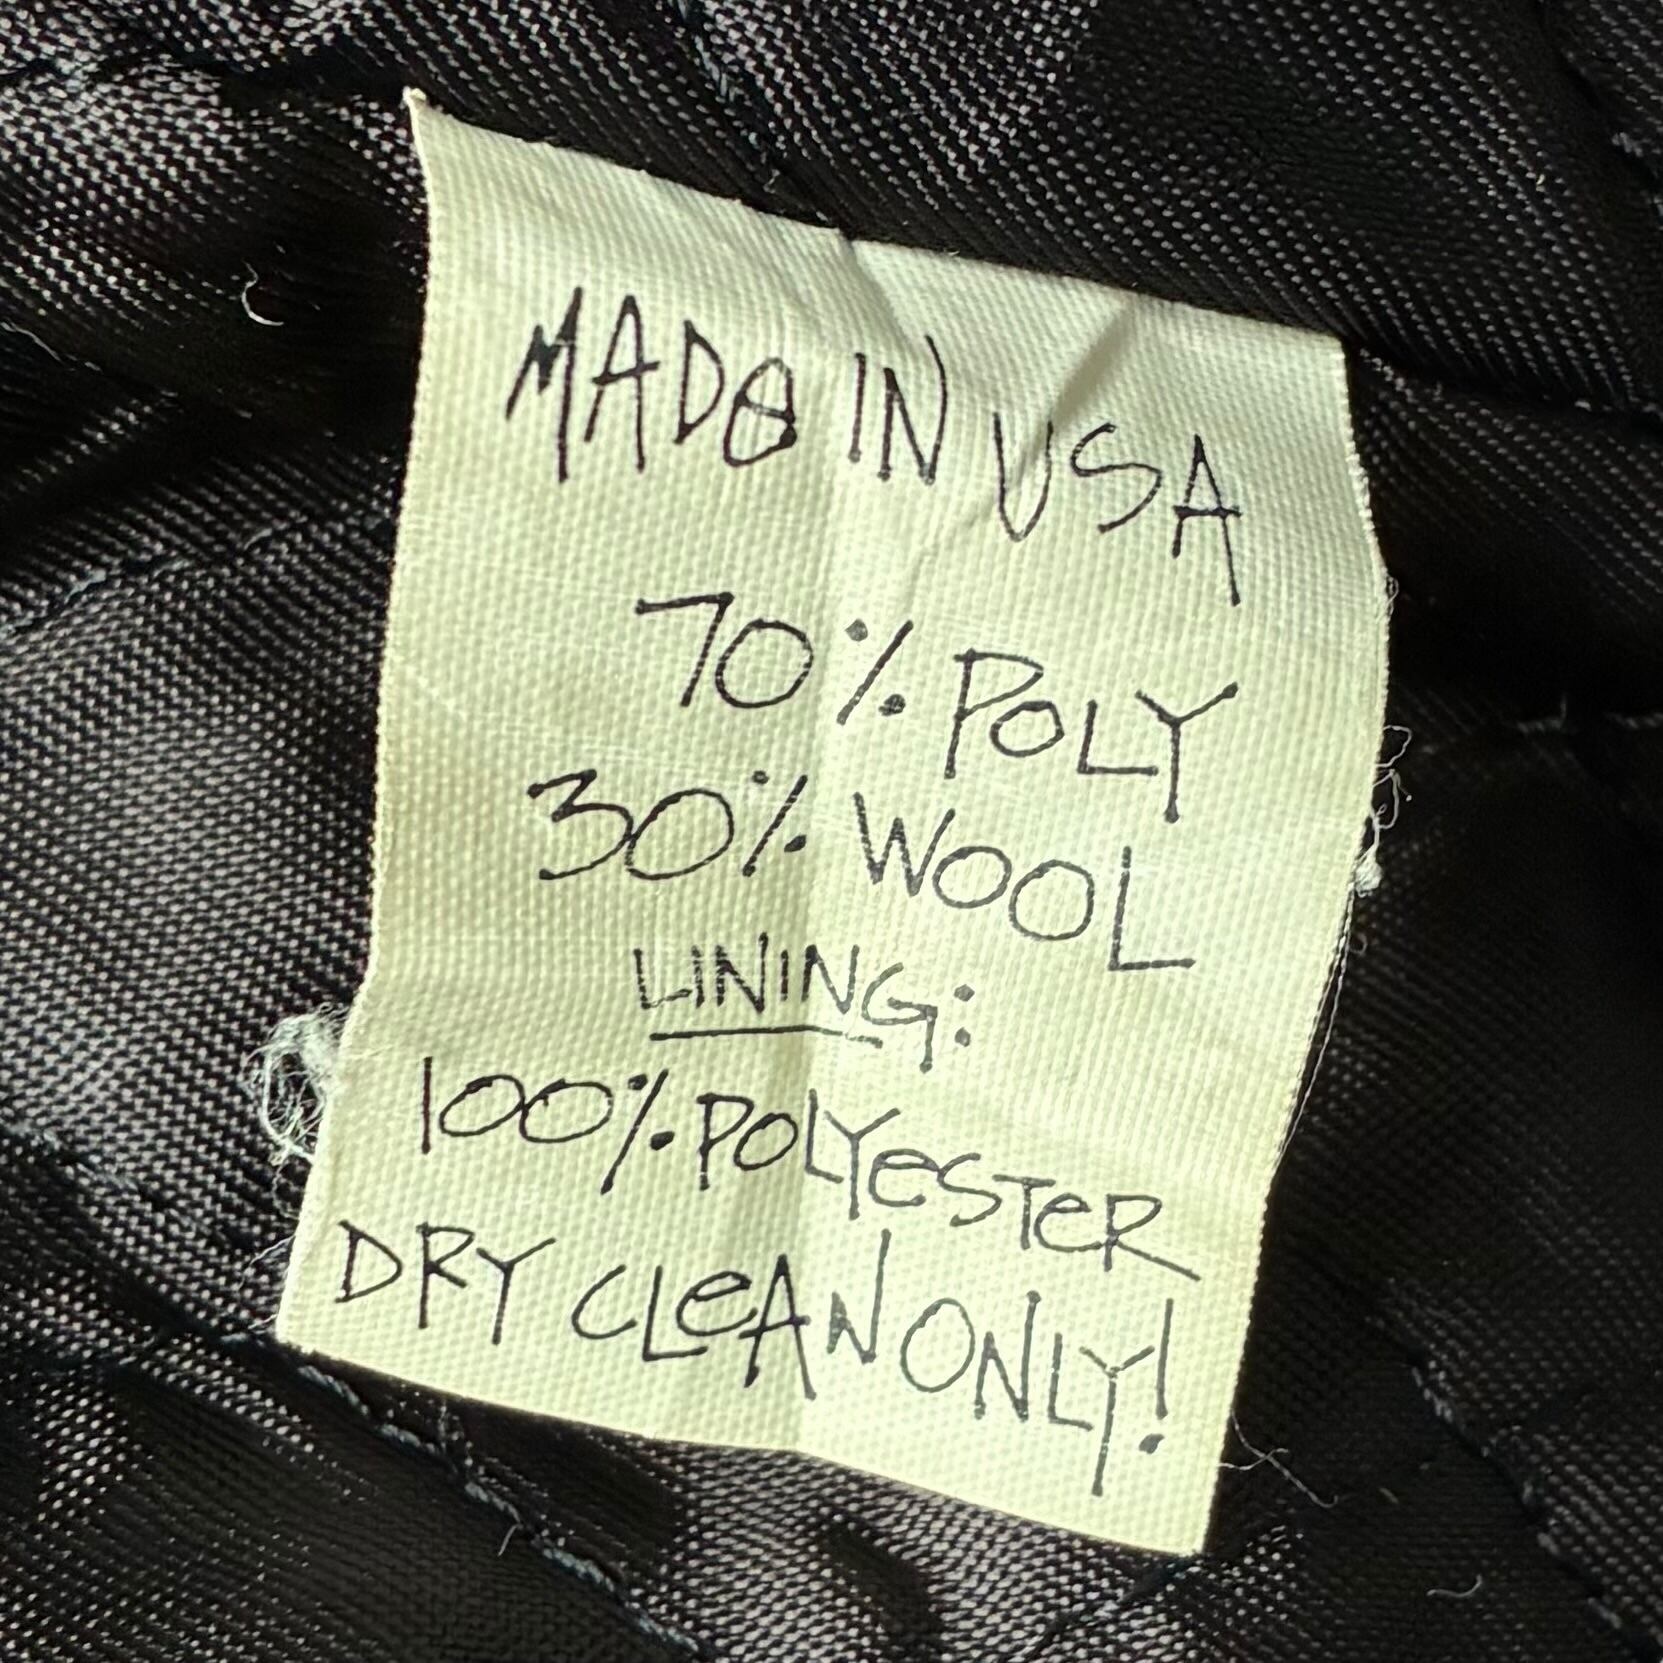 MADE IN USA
70% POLY
30% WOOL
LINING:
100% POLYeSTeR
DRY CLeAN ONLY!